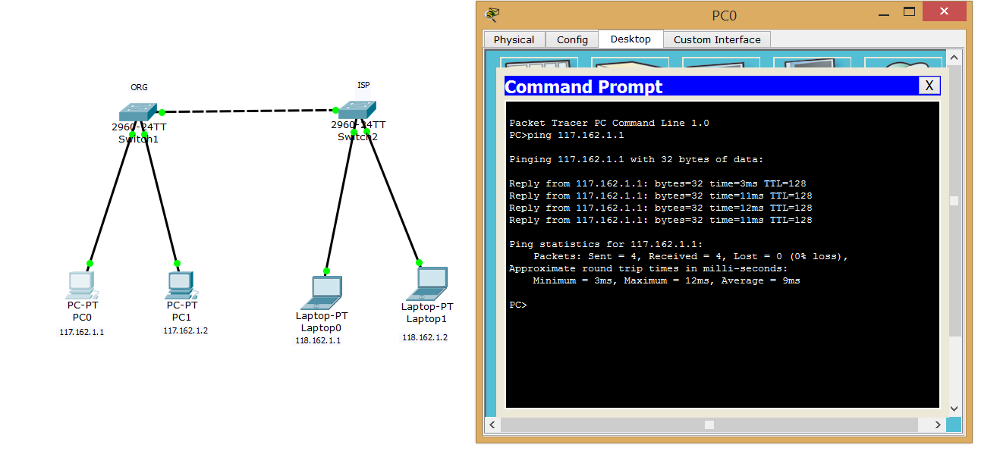 ORG
ISP
2960-24TT
Switch1
2960-24TT
Switch2
PC-PT
PC0
117.162.1.1
PC-PT
PC1
117.162.1.2
Laptop-PT
Laptop0
118.162.1.1
Laptop-PT
Laptop1
118.162.1.2
PC0
Physical
Config
Desktop
Custom Interface
Command Prompt
X
Packet Tracer PC Command Line 1.0
PC>ping 117.162.1.1
Pinging 117.162.1.1 with 32 bytes of data:
Reply from 117.162.1.1: bytes=32 time=3ms TTL=128
Reply from 117.162.1.1: bytes=32 time=11ms TTL=128
Reply from 117.162.1.1: bytes=32 time=12ms TTL=128
Reply from 117.162.1.1: bytes=32 time=11ms TTL=128
Ping statistics for 117.162.1.1:
Packets: Sent = 4, Received = 4, Lost = 0 (0% loss),
Approximate round trip times in milli-seconds:
Minimum = 3ms, Maximum = 12ms, Average = 9ms
PC>